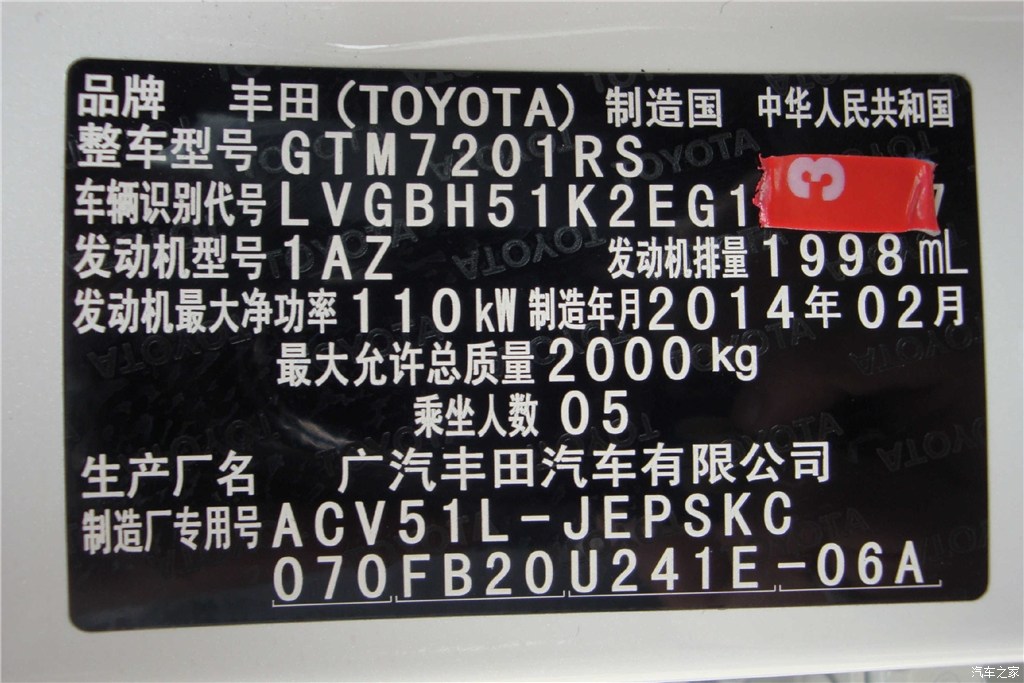 品牌 丰田(TOYOTA) 制造国 中华人民共和国
整车型号 GTM7201RS
车辆识别代号 LVGBH51K2EG1 3 7
发动机型号 1AZ 发动机排量 1998 mL
发动机最大净功率 110 kW 制造年月 2014年 02月
最大允许总质量 2000 kg
乘坐人数 05
生产厂名 广汽丰田汽车有限公司
制造厂专用号 ACV51L-JEPSKC
070FB20U241E-06A
汽车之家